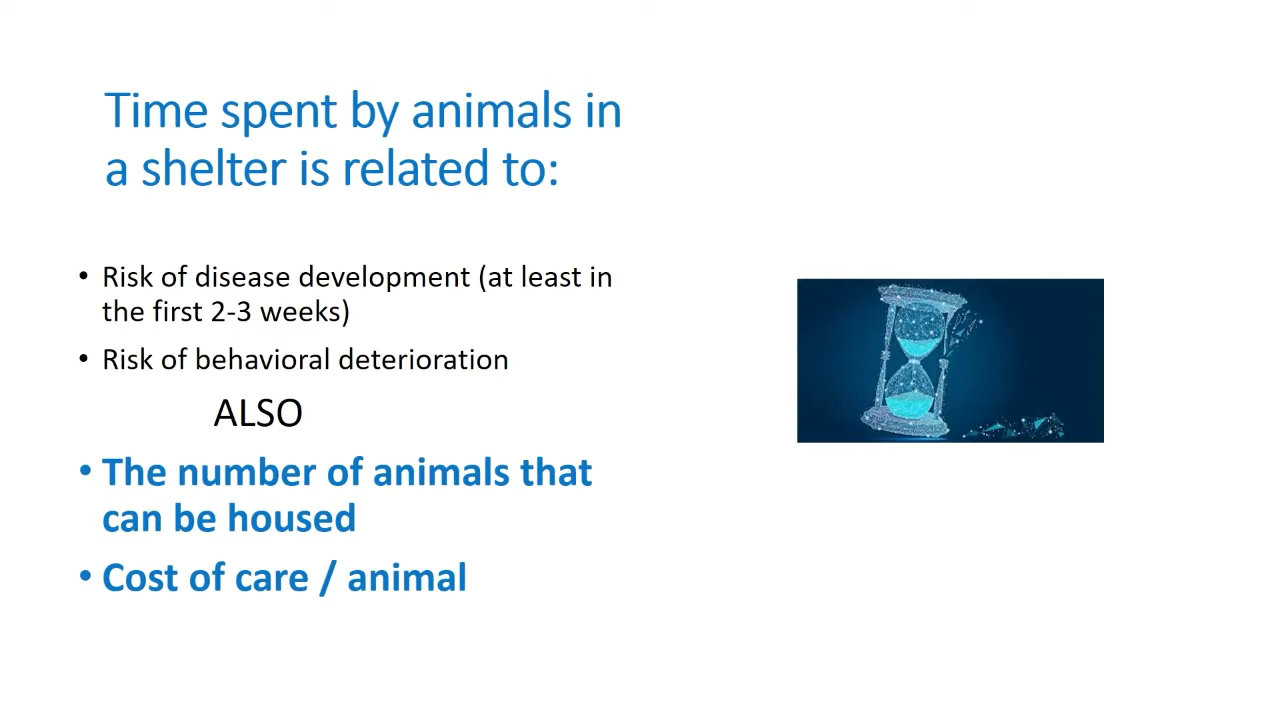 Time spent by animals in
a shelter is related to:
• Risk of disease development (at least in
the first 2-3 weeks)
• Risk of behavioral deterioration
ALSO
• The number of animals that
can be housed
• Cost of care / animal